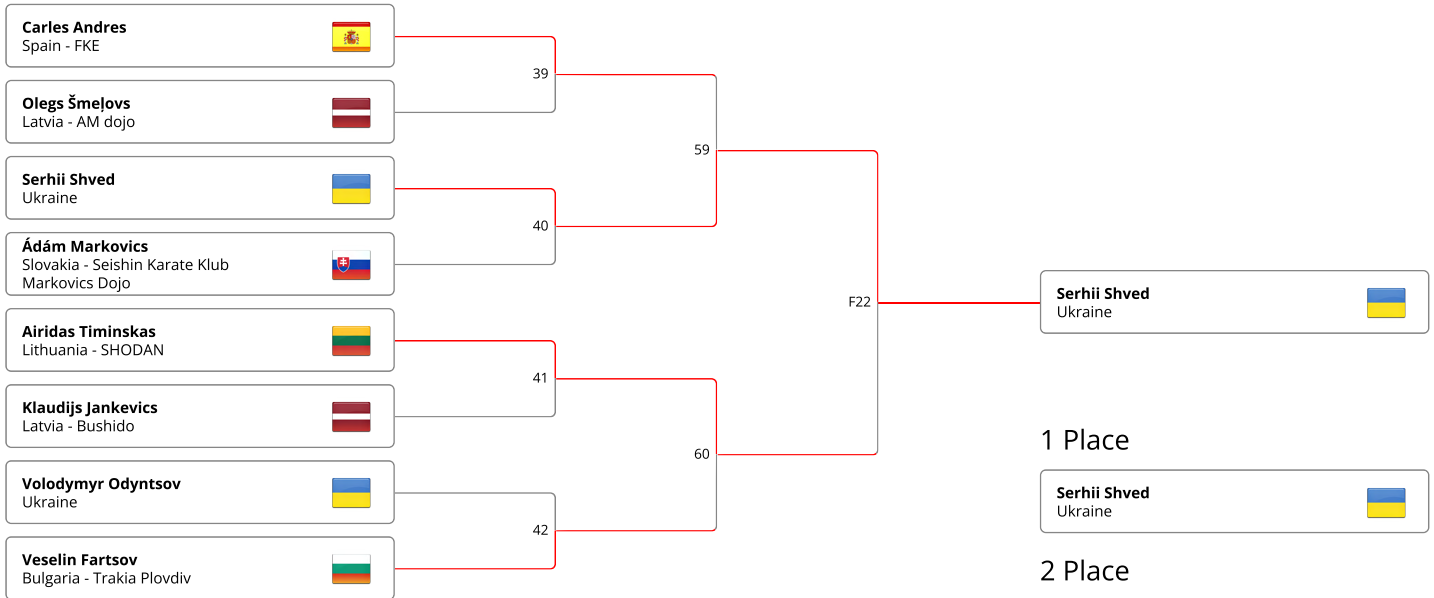 Carles Andres
Spain - FKE
Olegs Šmeļovs
Latvia - AM dojo
Serhii Shved
Ukraine
Ádám Markovics
Slovakia - Seishin Karate Klub
Markovics Dojo
Airidas Timinskas
Lithuania - SHODAN
Klaudijs Jankevics
Latvia - Bushido
Volodymyr Odyntsov
Ukraine
Veselin Fartsov
Bulgaria - Trakia Plovdiv
39
40
41
42
59
60
F22
Serhii Shved
Ukraine
1 Place
Serhii Shved
Ukraine
2 Place